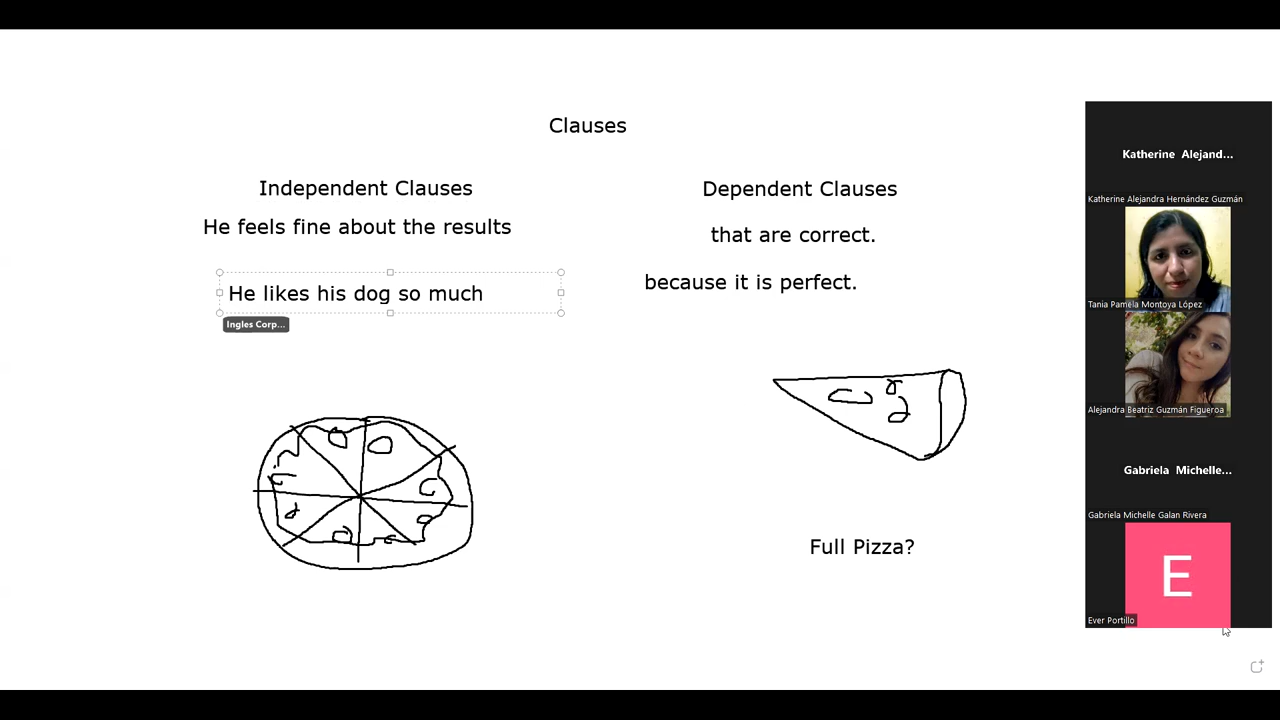 Clauses
Independent Clauses
Dependent Clauses
He feels fine about the results
that are correct.
because it is perfect.
He likes his dog so much
Ingles Corp...
Full Pizza?
Katherine Alejand...
Katherine Alejandra Hernández Guzmán
Tania Pamela Montoya López
Alejandra Beatriz Guzmán Figueroa
Gabriela Michelle...
Gabriela Michelle Galan Rivera
E
Ever Portillo